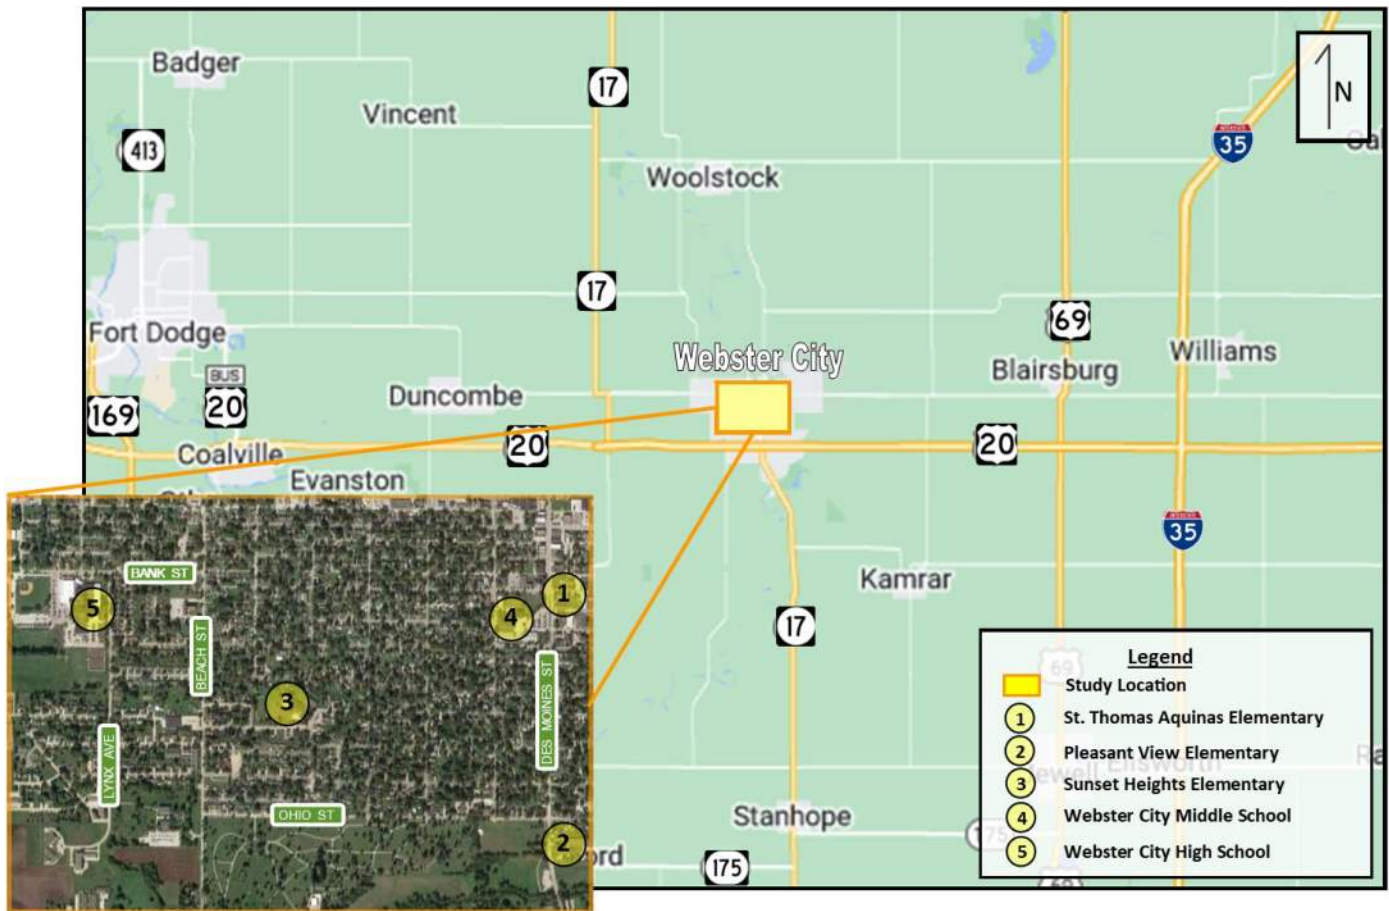 Badger
17
N
Vincent
413
35
Woolstock
17
69
Fort Dodge
Webster City
Williams
BUS
20
Duncombe
Blairsburg
169
20
20
Coalville
Evanston
35
BANK ST
1
5
4
Kamrar
BEACH ST
17
3
DES MOINES ST
LYNX AVE
OHIO ST
2
Stanhope
175
175
69
Legend
Study Location
1 St. Thomas Aquinas Elementary
2 Pleasant View Elementary
3 Sunset Heights Elementary
4 Webster City Middle School
5 Webster City High School